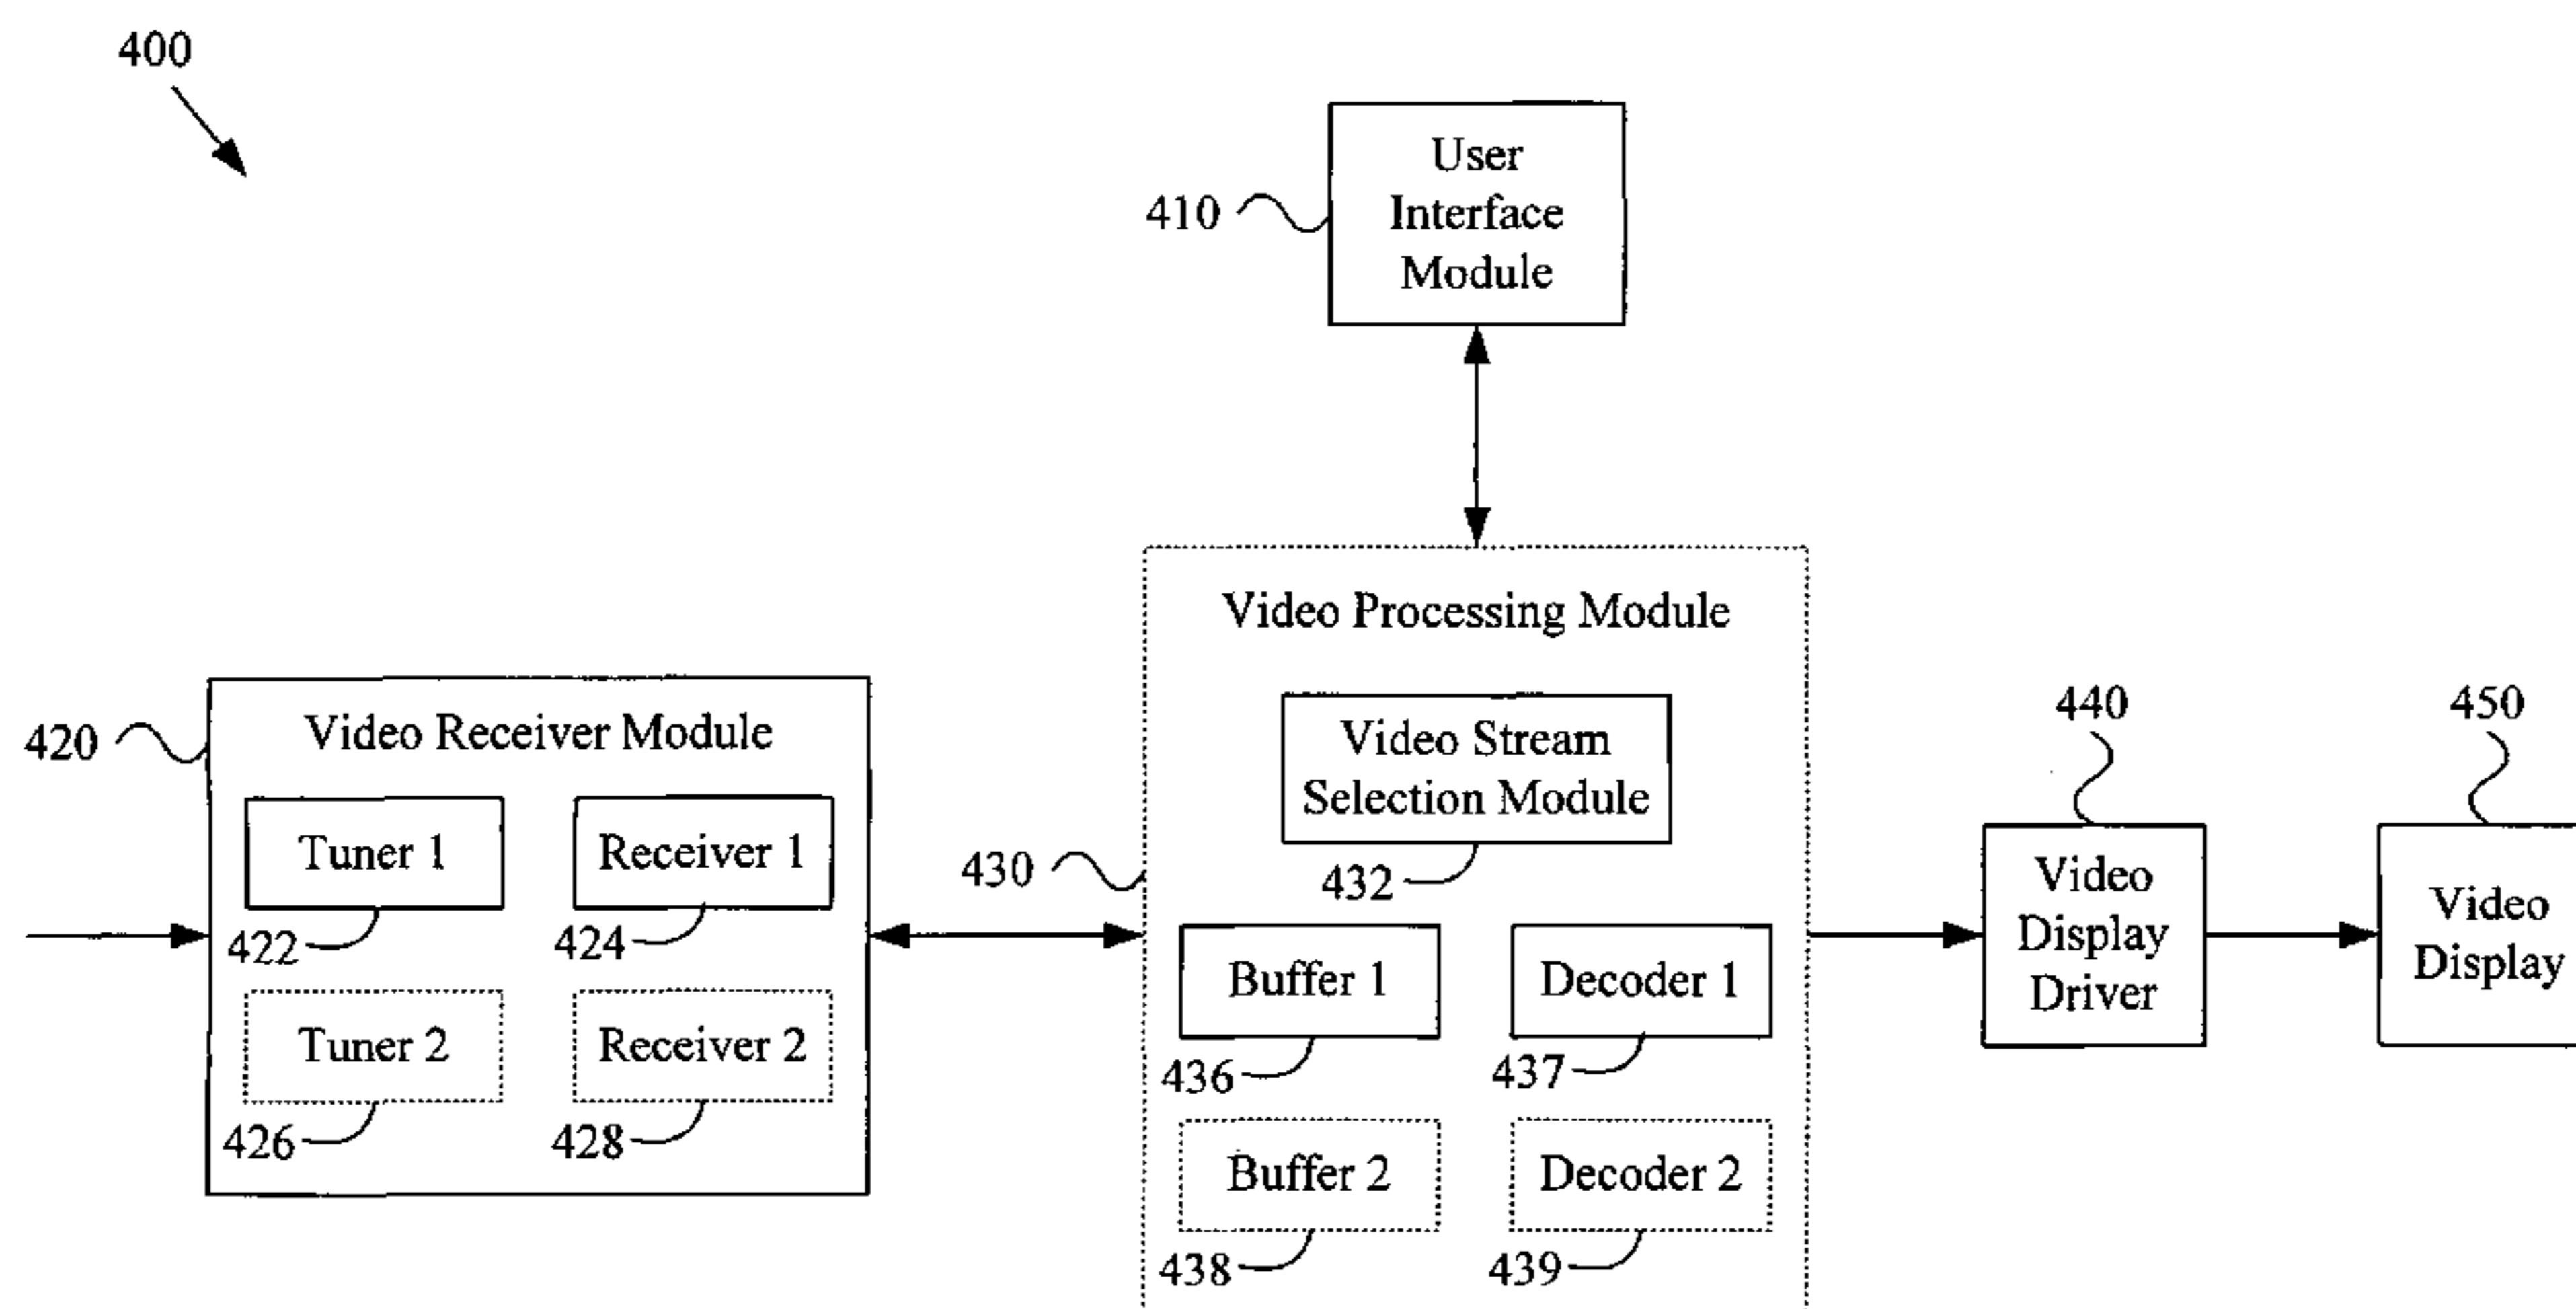 400
410
User
Interface
Module
420
Video Receiver Module
Tuner 1
Receiver 1
422
424
Tuner 2
Receiver 2
426
428
430
Video Processing Module
Video Stream
Selection Module
432
Buffer 1
Decoder 1
436
437
Buffer 2
Decoder 2
438
439
440
Video
Display
Driver
450
Video
Display